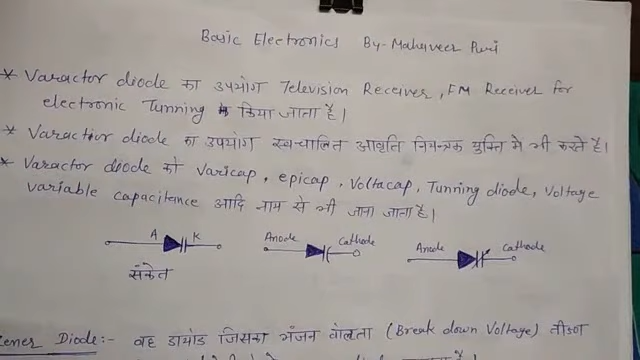 Basic Electronics By- Mahaveer Puri
* Varactor diode का उपयोग Television Receiver, FM Receiver for
electronic Tunning किया जाता है।
* Varactor diode का उपयोग स्वचालित आवृति नियन्त्रक युक्ति मे भी करते है।
* Varactor diode को Varicap, epicap, Voltacap, Tunning diode, Voltage
variable capacitance आदि नाम से भी जाना जाता है।
A K Anode Cathode Anode Cathode
संकेत
Zener Diode:- वह डायोड जिसका भंजन वोल्टता (Break down Voltage) तीक्ष्ण